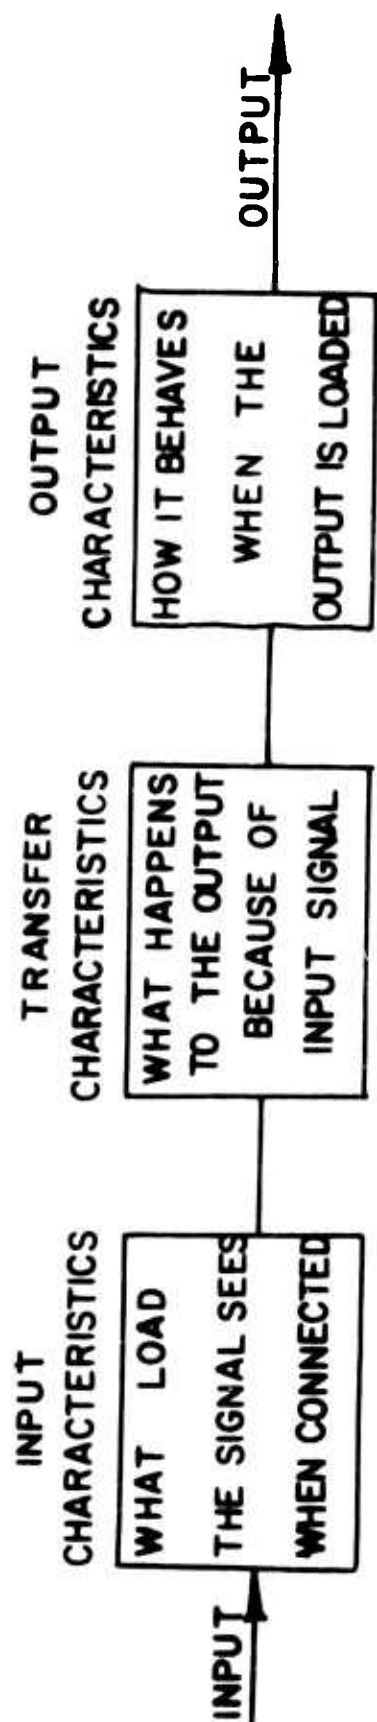 INPUT
INPUT
CHARACTERISTICS
WHAT LOAD
THE SIGNAL SEES
WHEN CONNECTED
TRANSFER
CHARACTERISTICS
WHAT HAPPENS
TO THE OUTPUT
BECAUSE OF
INPUT SIGNAL
OUTPUT
CHARACTERISTICS
HOW IT BEHAVES
WHEN THE
OUTPUT IS LOADED
OUTPUT